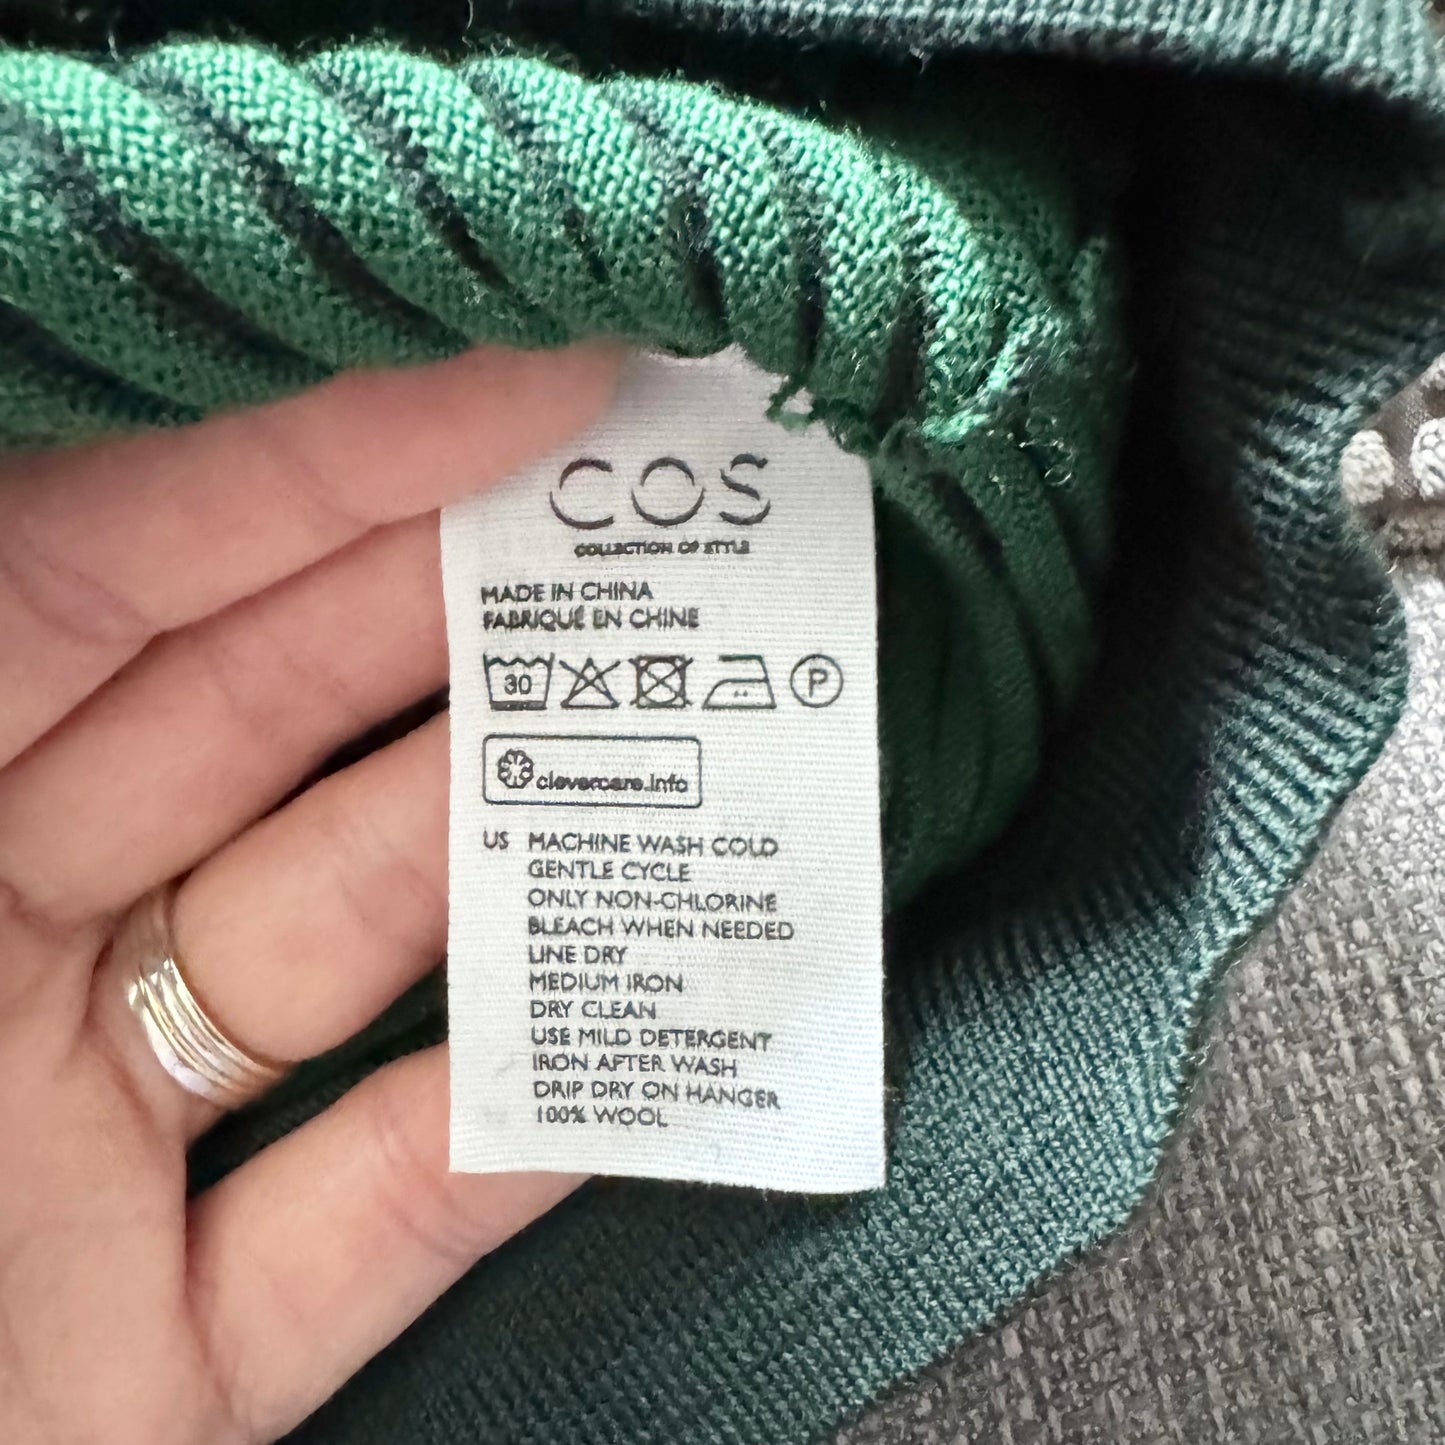 COS
COLLECTION OF STYLE
MADE IN CHINA
FABRIQUÉ EN CHINE
30 P
clevercare.info
US MACHINE WASH COLD
GENTLE CYCLE
ONLY NON-CHLORINE
BLEACH WHEN NEEDED
LINE DRY
MEDIUM IRON
DRY CLEAN
USE MILD DETERGENT
IRON AFTER WASH
DRIP DRY ON HANGER
100% WOOL